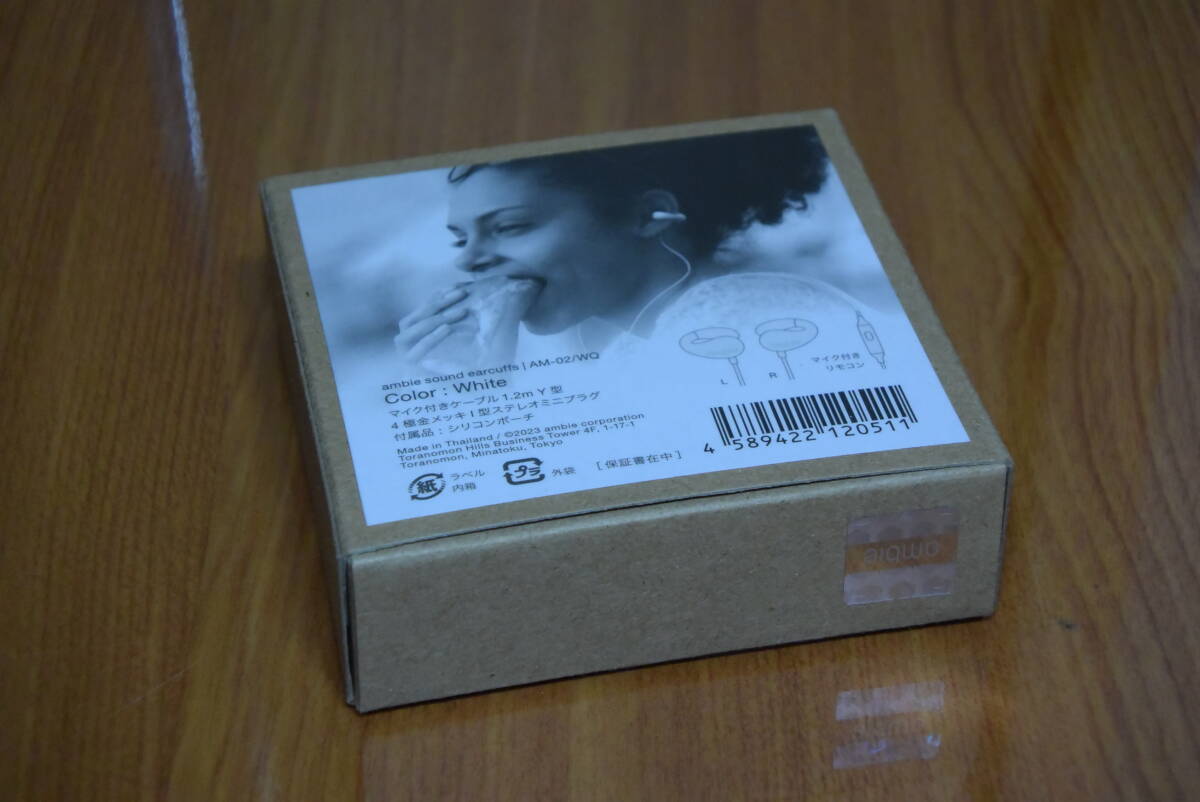 ambie sound earcuffs | AM-02/WQ
Color : White
マイク付きケーブル 1.2m Y 型
4 極金メッキ I 型ステレオミニプラグ
付属品 : シリコンポーチ
Made in Thailand / ©2023 ambie corporation
Toranomon Hills Business Tower 4F, 1-17-1
Toranomon, Minatoku, Tokyo
紙 ラベル
内箱
プラ 外袋
[保証書在中]
L
R
マイク付き
リモコン
4 589422 120511
ambie